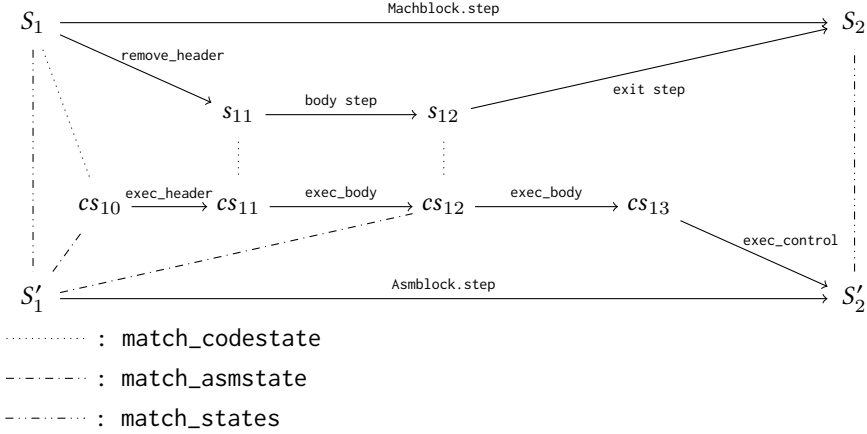 S₁ Machblock.step S₂
remove_header
body step
exit step
s₁₁ s₁₂
exec_header exec_body exec_body
cs₁₀ cs₁₁ cs₁₂ cs₁₃
exec_control
Asmblock.step
S′₁ S′₂
: match_codestate
: match_asmstate
: match_states